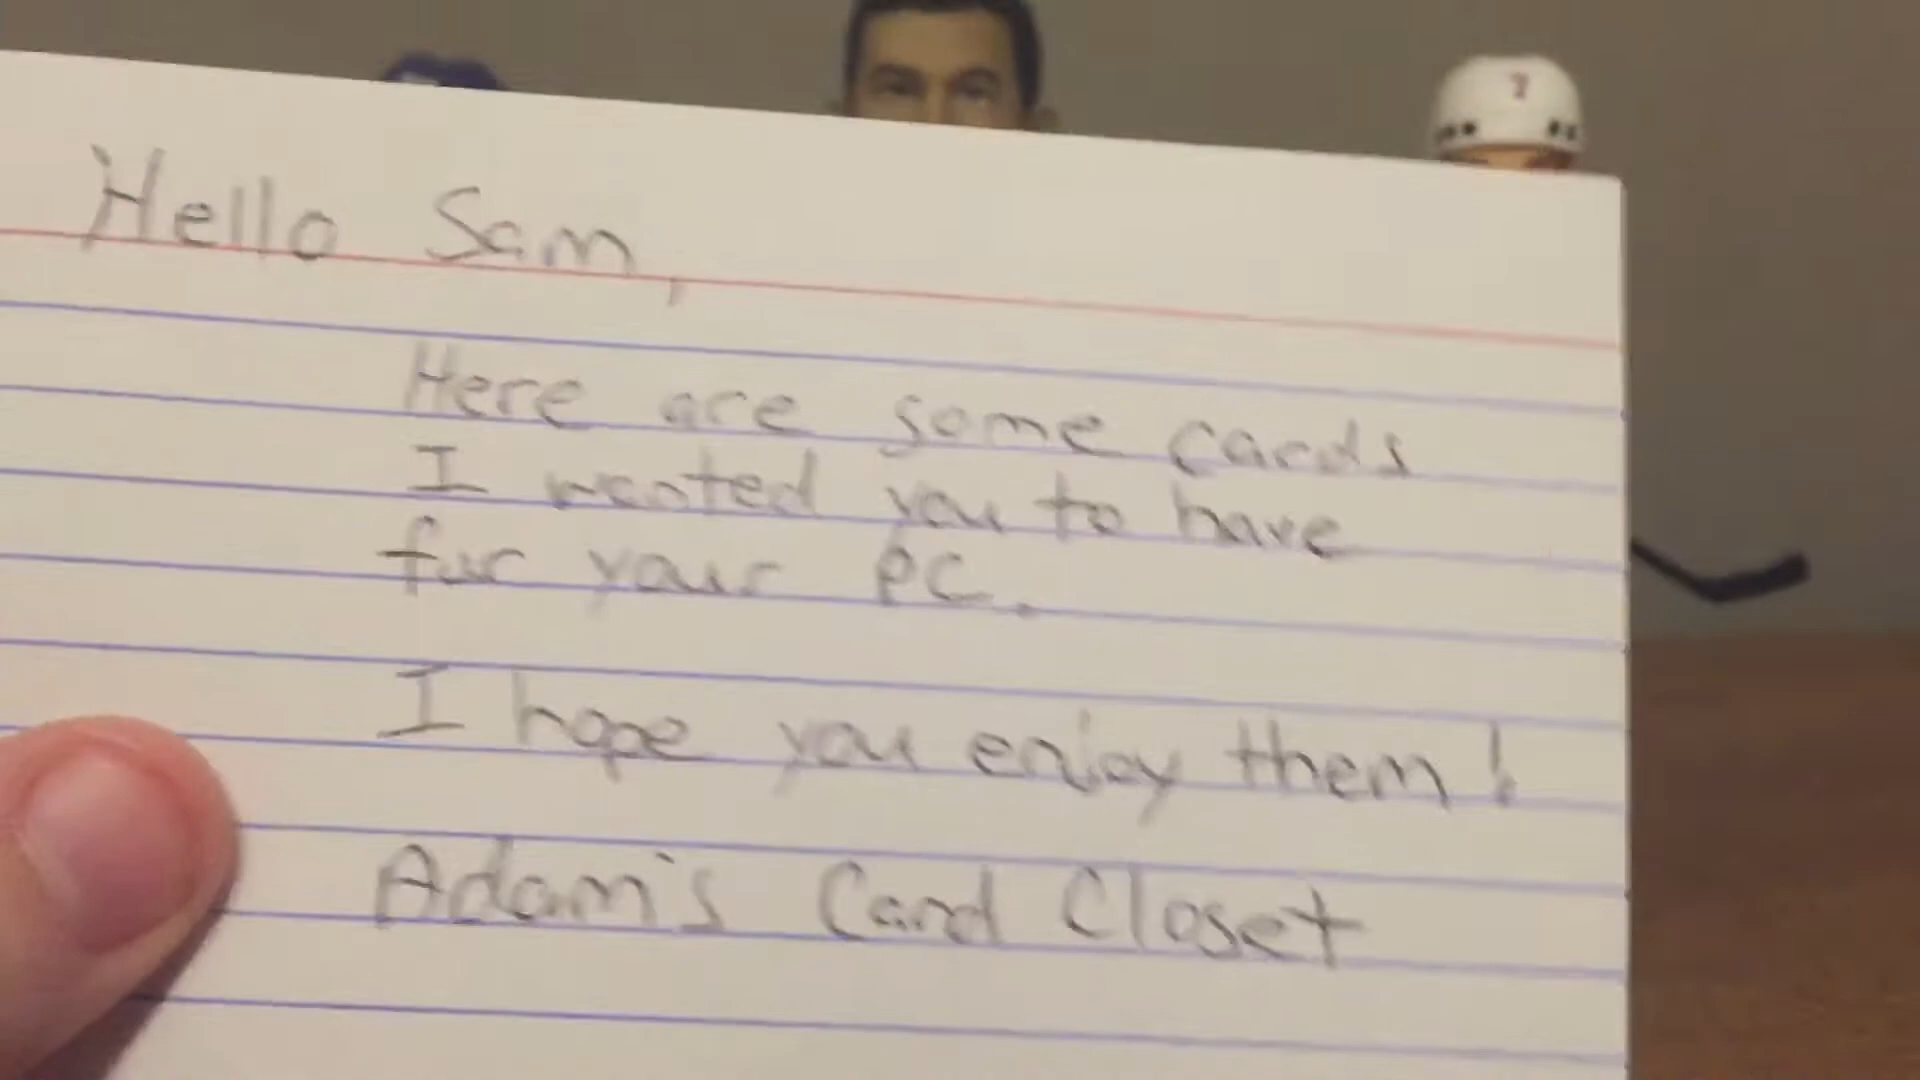 Hello Sam,
Here are some cards
I wanted you to have
for your PC.
I hope you enjoy them!
Adam's Card Closet
7